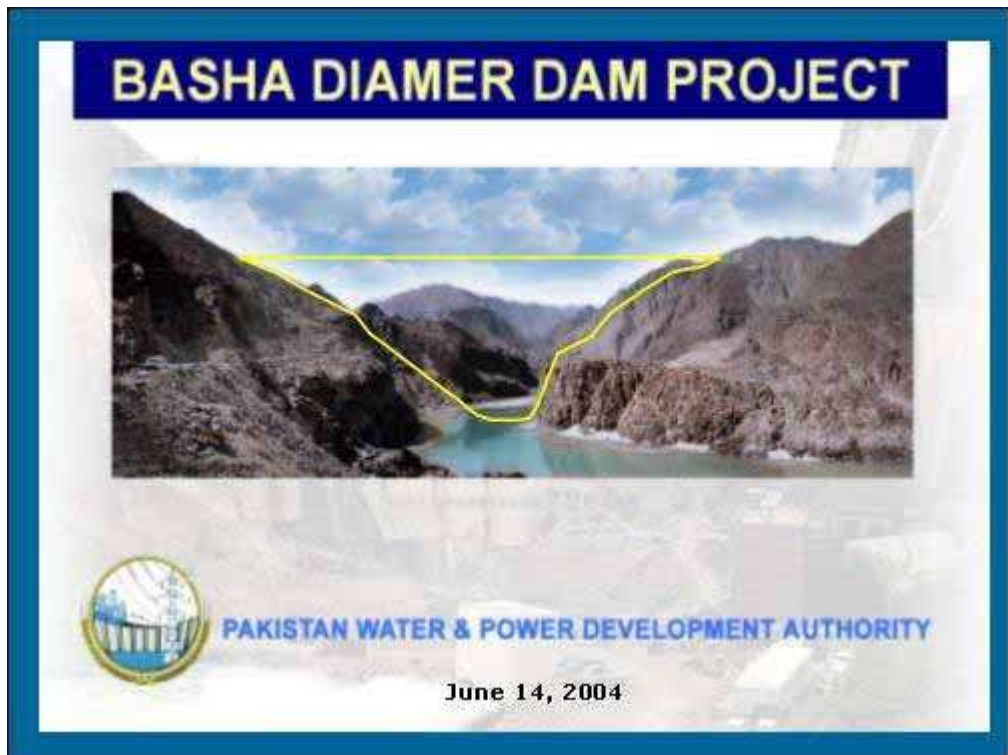 BASHA DIAMER DAM PROJECT
PAKISTAN WATER & POWER DEVELOPMENT AUTHORITY
June 14, 2004